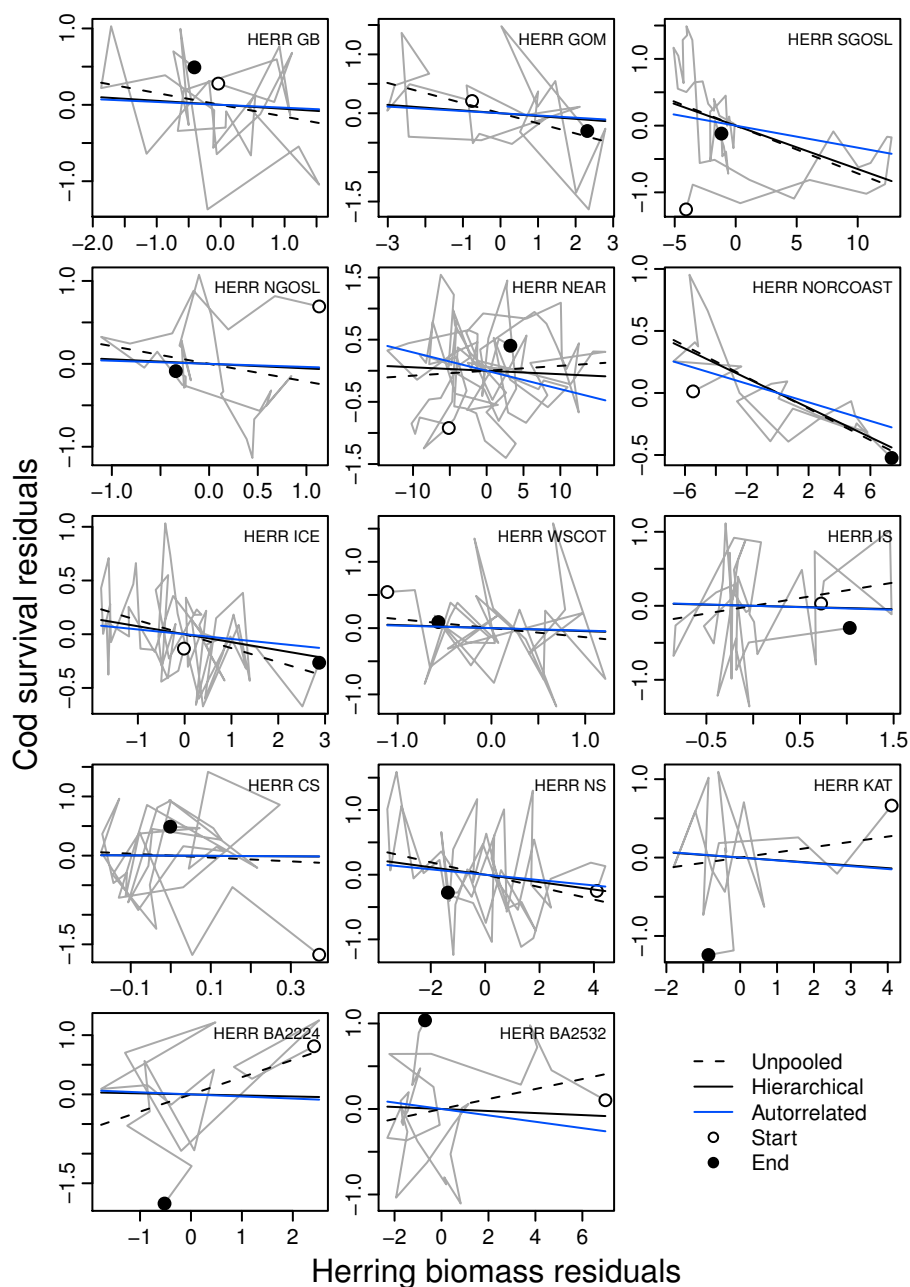 HERR GB
1.0
0.0
−1.0
−2.0 −1.0 0.0 1.0
HERR GOM
1.0
0.0
−1.5
−3 −1 0 1 2 3
HERR SGOSL
1.0
0.0
−1.0
−5 0 5 10
HERR NGOSL
1.0
0.0
−1.0
−1.0 0.0 0.5 1.0
HERR NEAR
1.5
0.5
−0.5
−1.5
−10 0 5 10
HERR NORCOAST
1.0
0.5
0.0
−0.5
−6 −2 2 4 6
HERR ICE
1.0
0.5
0.0
−0.5
−1 0 1 2 3
HERR WSCOT
1.0
0.0
−1.0
−1.0 0.0 1.0
HERR IS
1.0
0.0
−1.0
−0.5 0.5 1.5
HERR CS
1.0
0.0
−1.5
−0.1 0.1 0.3
HERR NS
1.0
0.0
−1.0
−2 0 2 4
HERR KAT
1.0
0.0
−1.0
−2 0 1 2 3 4
HERR BA2224
1.0
0.0
−1.5
−1 0 1 2
HERR BA2532
1.0
0.0
−1.0
−2 0 2 4 6
Unpooled
Hierarchical
Autorrelated
Start
End
Cod survival residuals
Herring biomass residuals